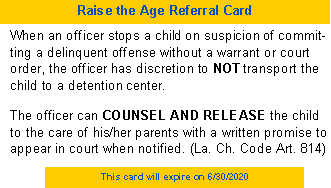 Raise the Age Referral Card
When an officer stops a child on suspicion of commit-
ting a delinquent offense without a warrant or court
order, the officer has discretion to NOT transport the
child to a detention center.
The officer can COUNSEL AND RELEASE the child
to the care of his/her parents with a written promise to
appear in court when notified. (La. Ch. Code Art. 814)
This card will expire on 6/30/2020